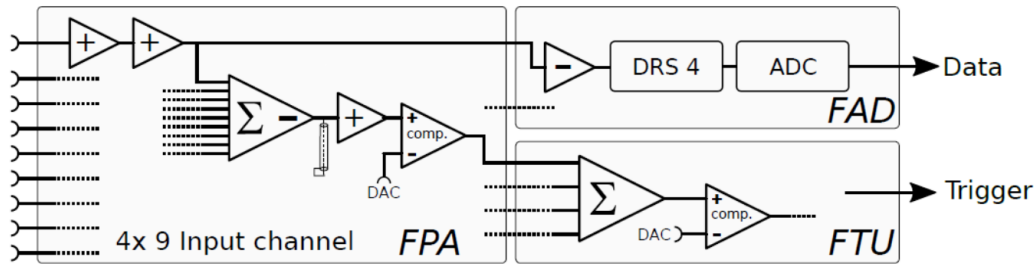 + +
- DRS 4 ADC Data
FAD
Σ - + + comp. -
DAC
4x 9 Input channel FPA
Σ + comp. -
DAC
Trigger
FTU